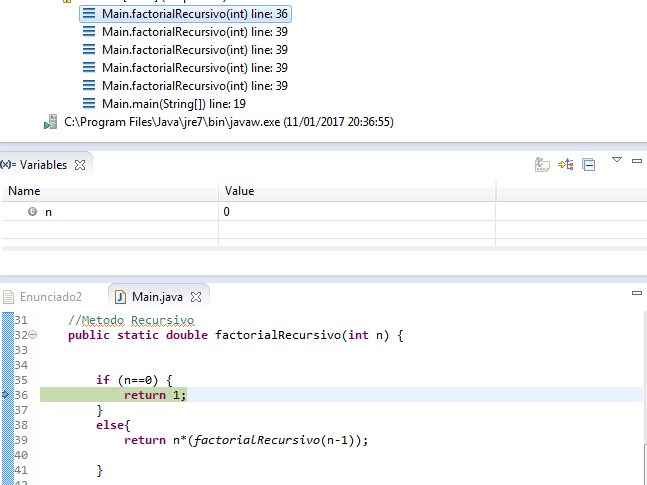 Main.factorialRecursivo(int) line: 36
Main.factorialRecursivo(int) line: 39
Main.factorialRecursivo(int) line: 39
Main.factorialRecursivo(int) line: 39
Main.factorialRecursivo(int) line: 39
Main.main(String[]) line: 19
C:\Program Files\Java\jre7\bin\javaw.exe (11/01/2017 20:36:55)
(x)= Variables
Name Value
n 0
Enunciado2 Main.java
31 //Metodo Recursivo
32 public static double factorialRecursivo(int n) {
33
34
35 if (n==0) {
36 return 1;
37 }
38 else{
39 return n*(factorialRecursivo(n-1));
40
41 }